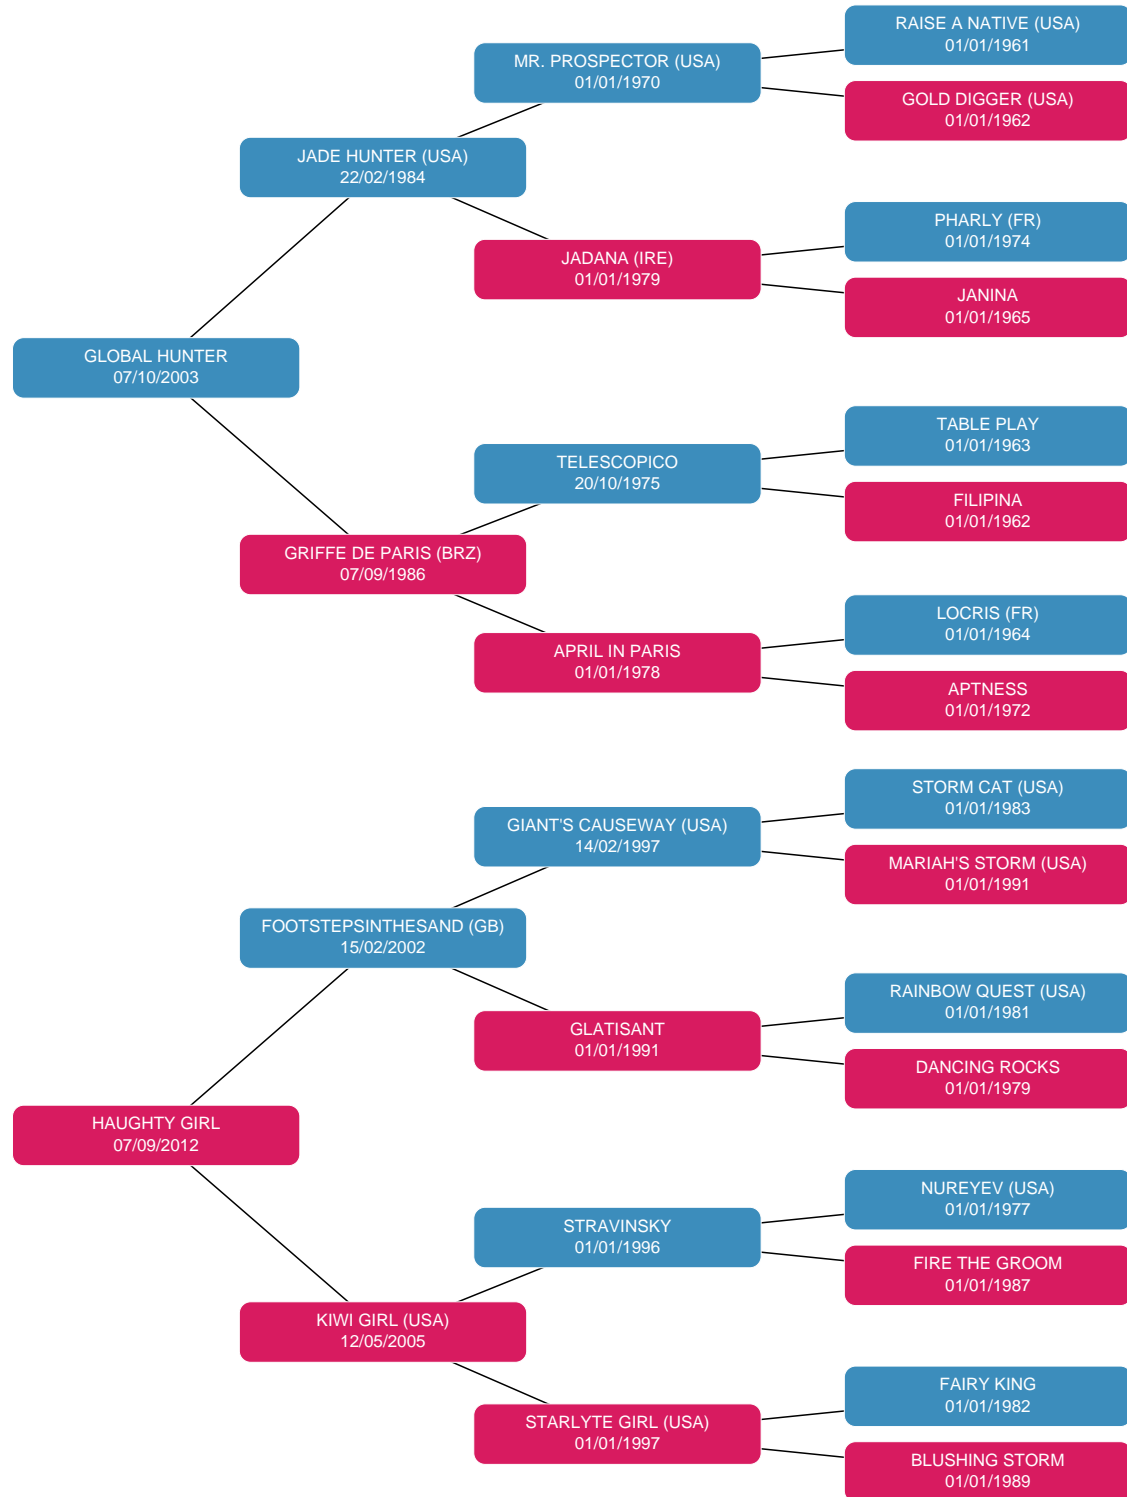 RAISE A NATIVE (USA)
01/01/1961
MR. PROSPECTOR (USA)
01/01/1970
GOLD DIGGER (USA)
01/01/1962
JADE HUNTER (USA)
22/02/1984
PHARLY (FR)
01/01/1974
JADANA (IRE)
01/01/1979
JANINA
01/01/1965
GLOBAL HUNTER
07/10/2003
TABLE PLAY
01/01/1963
TELESCOPICO
20/10/1975
FILIPINA
01/01/1962
GRIFFE DE PARIS (BRZ)
07/09/1986
LOCRIS (FR)
01/01/1964
APRIL IN PARIS
01/01/1978
APTNESS
01/01/1972
STORM CAT (USA)
01/01/1983
GIANT'S CAUSEWAY (USA)
14/02/1997
MARIAH'S STORM (USA)
01/01/1991
FOOTSTEPSINTHESAND (GB)
15/02/2002
RAINBOW QUEST (USA)
01/01/1981
GLATISANT
01/01/1991
DANCING ROCKS
01/01/1979
HAUGHTY GIRL
07/09/2012
NUREYEV (USA)
01/01/1977
STRAVINSKY
01/01/1996
FIRE THE GROOM
01/01/1987
KIWI GIRL (USA)
12/05/2005
FAIRY KING
01/01/1982
STARLYTE GIRL (USA)
01/01/1997
BLUSHING STORM
01/01/1989